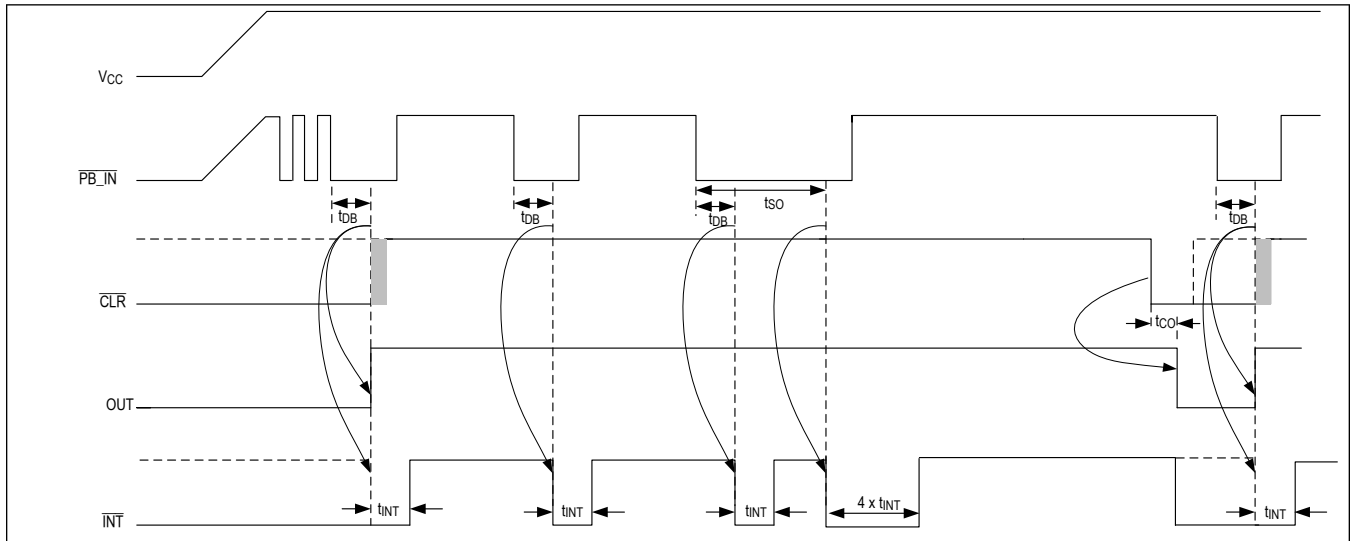 VCC
PB_IN
tDB
tDB
tSO
tDB
tDB
CLR
tCO
OUT
tINT
tINT
tINT
4 x tINT
tINT
INT